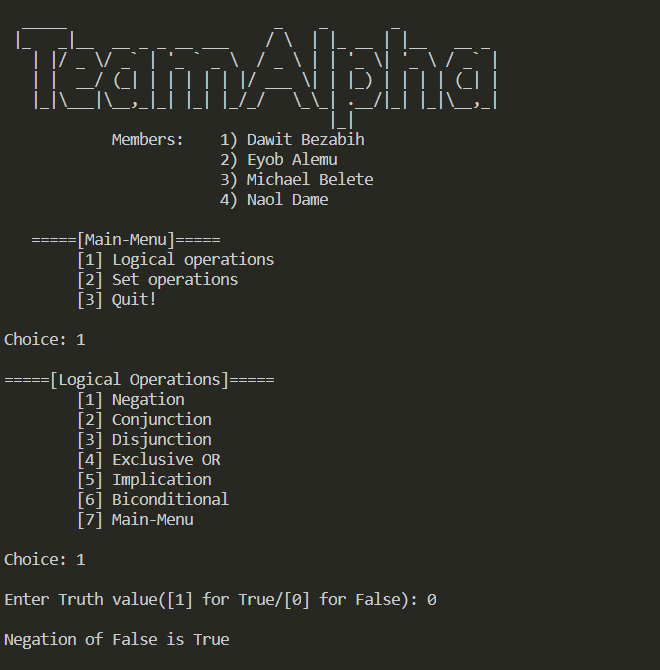 TeamAlpha
Members: 1) Dawit Bezabih
2) Eyob Alemu
3) Michael Belete
4) Naol Dame
=====[Main-Menu]=====
[1] Logical operations
[2] Set operations
[3] Quit!
Choice: 1
=====[Logical Operations]=====
[1] Negation
[2] Conjunction
[3] Disjunction
[4] Exclusive OR
[5] Implication
[6] Biconditional
[7] Main-Menu
Choice: 1
Enter Truth value([1] for True/[0] for False): 0
Negation of False is True